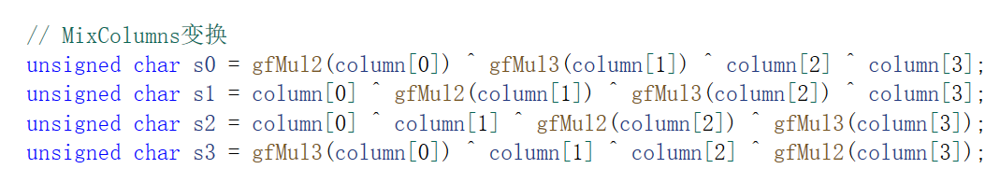 // MixColumns变换
unsigned char s0 = gfMul2(column[0]) ^ gfMul3(column[1]) ^ column[2] ^ column[3];
unsigned char s1 = column[0] ^ gfMul2(column[1]) ^ gfMul3(column[2]) ^ column[3];
unsigned char s2 = column[0] ^ column[1] ^ gfMul2(column[2]) ^ gfMul3(column[3]);
unsigned char s3 = gfMul3(column[0]) ^ column[1] ^ column[2] ^ gfMul2(column[3]);